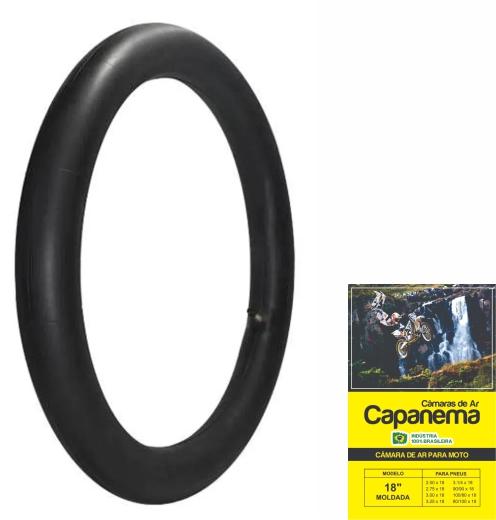 Câmaras de Ar
Capanema
INDÚSTRIA
100% BRASILEIRA
CÂMARA DE AR PARA MOTO
MODELO
PARA PNEUS
18"
MOLDADA
2.50 x 18
3.1/4 x 18
2.75 x 18
90/90 x 18
3.00 x 18
100/80 x 18
3.25 x 18
80/100 x 18